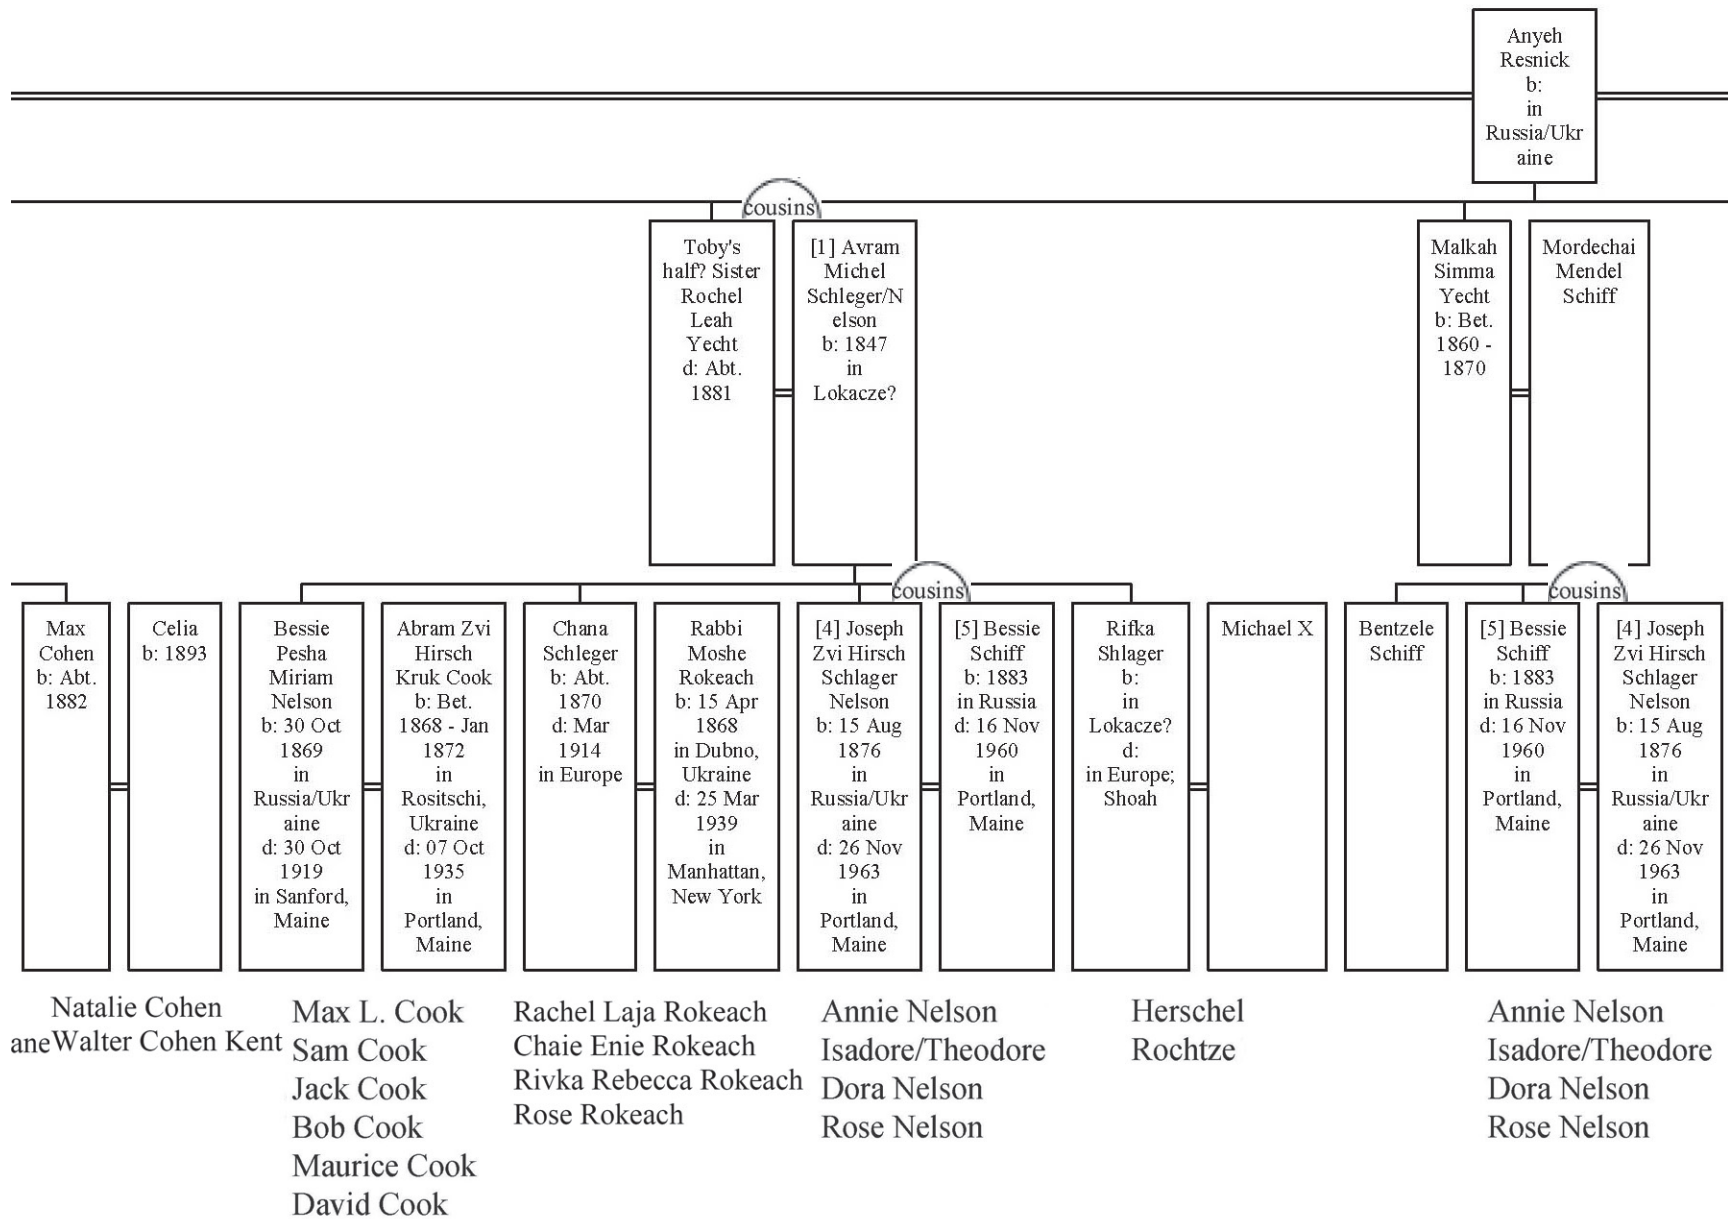 Anyeh
Resnick
b:
in
Russia/Ukr
aine
cousins
Toby's
half? Sister
Rochel
Leah
Yecht
d: Abt.
1881
[1] Avram
Michel
Schleger/N
elson
b: 1847
in
Lokacze?
Malkah
Simma
Yecht
b: Bet.
1860 -
1870
Mordechai
Mendel
Schiff
cousins
cousins
Max
Cohen
b: Abt.
1882
Celia
b: 1893
Bessie
Pesha
Miriam
Nelson
b: 30 Oct
1869
in
Russia/Ukr
aine
d: 30 Oct
1919
in Sanford,
Maine
Abram Zvi
Hirsch
Kruk Cook
b: Bet.
1868 - Jan
1872
in
Rositschi,
Ukraine
d: 07 Oct
1935
in
Portland,
Maine
Chana
Schleger
b: Abt.
1870
d: Mar
1914
in Europe
Rabbi
Moshe
Rokeach
b: 15 Apr
1868
in Dubno,
Ukraine
d: 25 Mar
1939
in
Manhattan,
New York
[4] Joseph
Zvi Hirsch
Schlager
Nelson
b: 15 Aug
1876
in
Russia/Ukr
aine
d: 26 Nov
1963
in
Portland,
Maine
[5] Bessie
Schiff
b: 1883
in Russia
d: 16 Nov
1960
in
Portland,
Maine
Rifka
Shlager
b:
in
Lokacze?
d:
in Europe;
Shoah
Michael X
Bentzele
Schiff
[5] Bessie
Schiff
b: 1883
in Russia
d: 16 Nov
1960
in
Portland,
Maine
[4] Joseph
Zvi Hirsch
Schlager
Nelson
b: 15 Aug
1876
in
Russia/Ukr
aine
d: 26 Nov
1963
in
Portland,
Maine
Natalie Cohen
aneWalter Cohen Kent
Max L. Cook
Sam Cook
Jack Cook
Bob Cook
Maurice Cook
David Cook
Rachel Laja Rokeach
Chaie Enie Rokeach
Rivka Rebecca Rokeach
Rose Rokeach
Annie Nelson
Isadore/Theodore
Dora Nelson
Rose Nelson
Herschel
Rochtze
Annie Nelson
Isadore/Theodore
Dora Nelson
Rose Nelson